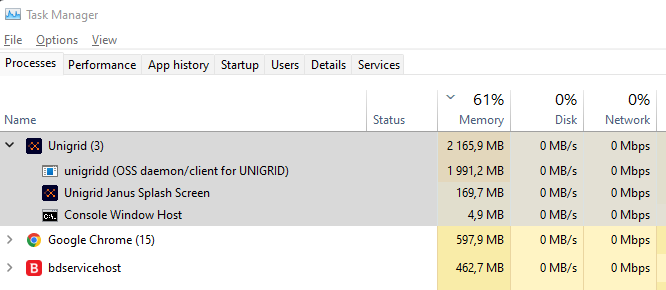 Task Manager
File Options View
Processes Performance App history Startup Users Details Services
61% 0% 0%
Name Status Memory Disk Network
Unigrid (3) 2 165,9 MB 0 MB/s 0 Mbps
unigridd (OSS daemon/client for UNIGRID) 1 991,2 MB 0 MB/s 0 Mbps
Unigrid Janus Splash Screen 169,7 MB 0 MB/s 0 Mbps
C:\. Console Window Host 4,9 MB 0 MB/s 0 Mbps
Google Chrome (15) 597,9 MB 0 MB/s 0 Mbps
B bdservicehost 462,7 MB 0 MB/s 0 Mbps